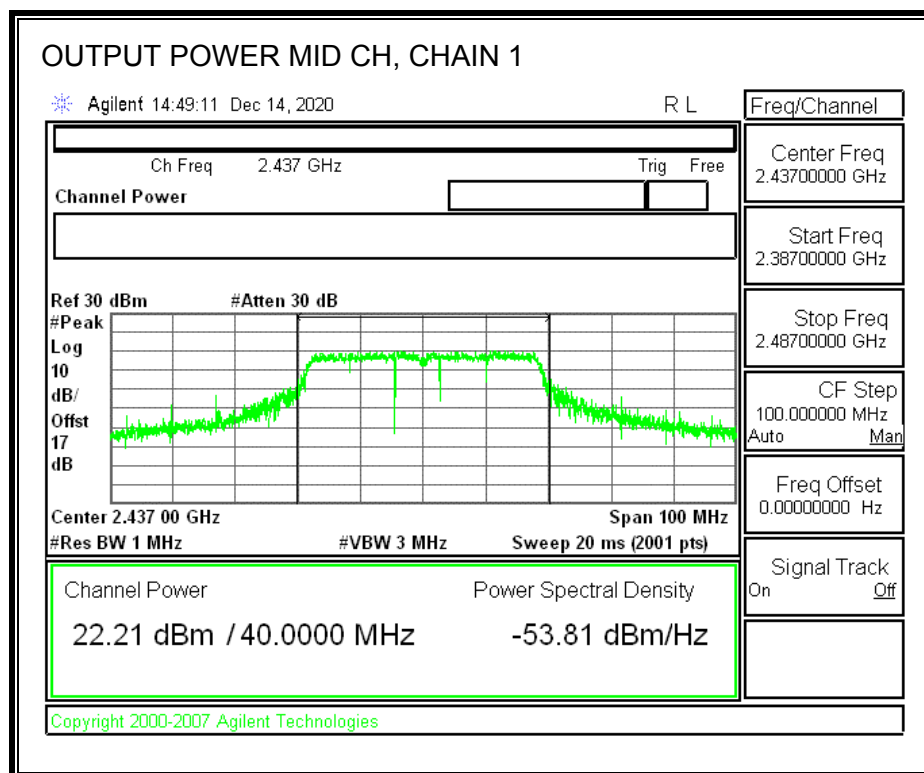 OUTPUT POWER MID CH, CHAIN 1
Agilent 14:49:11 Dec 14, 2020 R L
Freq/Channel
Ch Freq 2.437 GHz Trig Free
Channel Power
Center Freq
2.43700000 GHz
Start Freq
2.38700000 GHz
Stop Freq
2.48700000 GHz
CF Step
100.000000 MHz
Auto Man
Freq Offset
0.00000000 Hz
Signal Track
On Off
Ref 30 dBm #Atten 30 dB
#Peak
Log
10
dB/
Offst
17
dB
Center 2.437 00 GHz Span 100 MHz
#Res BW 1 MHz #VBW 3 MHz Sweep 20 ms (2001 pts)
Channel Power Power Spectral Density
22.21 dBm / 40.0000 MHz -53.81 dBm/Hz
Copyright 2000-2007 Agilent Technologies